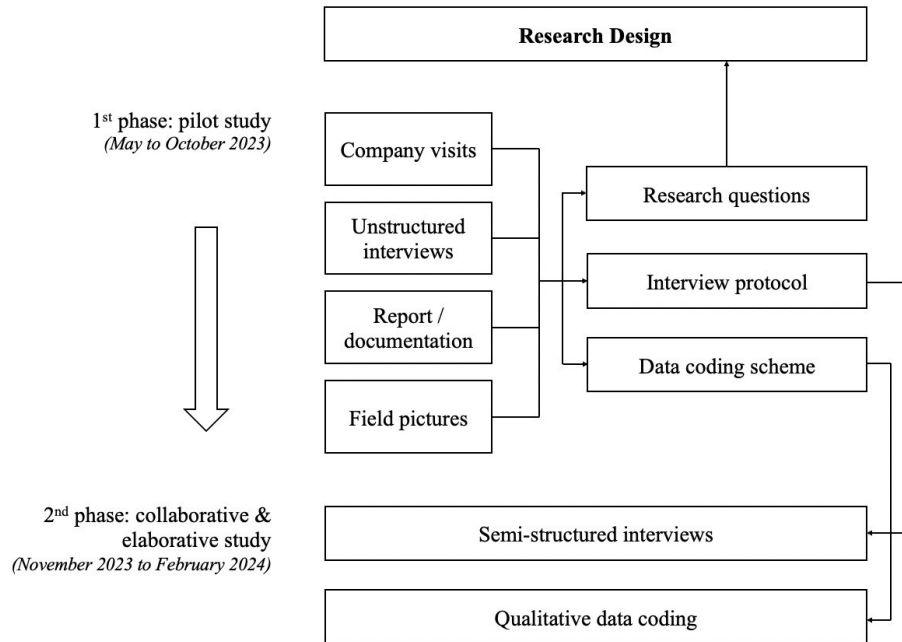 Research Design
1st phase: pilot study
(May to October 2023)
Company visits
Unstructured
interviews
Report /
documentation
Field pictures
Research questions
Interview protocol
Data coding scheme
2nd phase: collaborative &
elaborative study
(November 2023 to February 2024)
Semi-structured interviews
Qualitative data coding